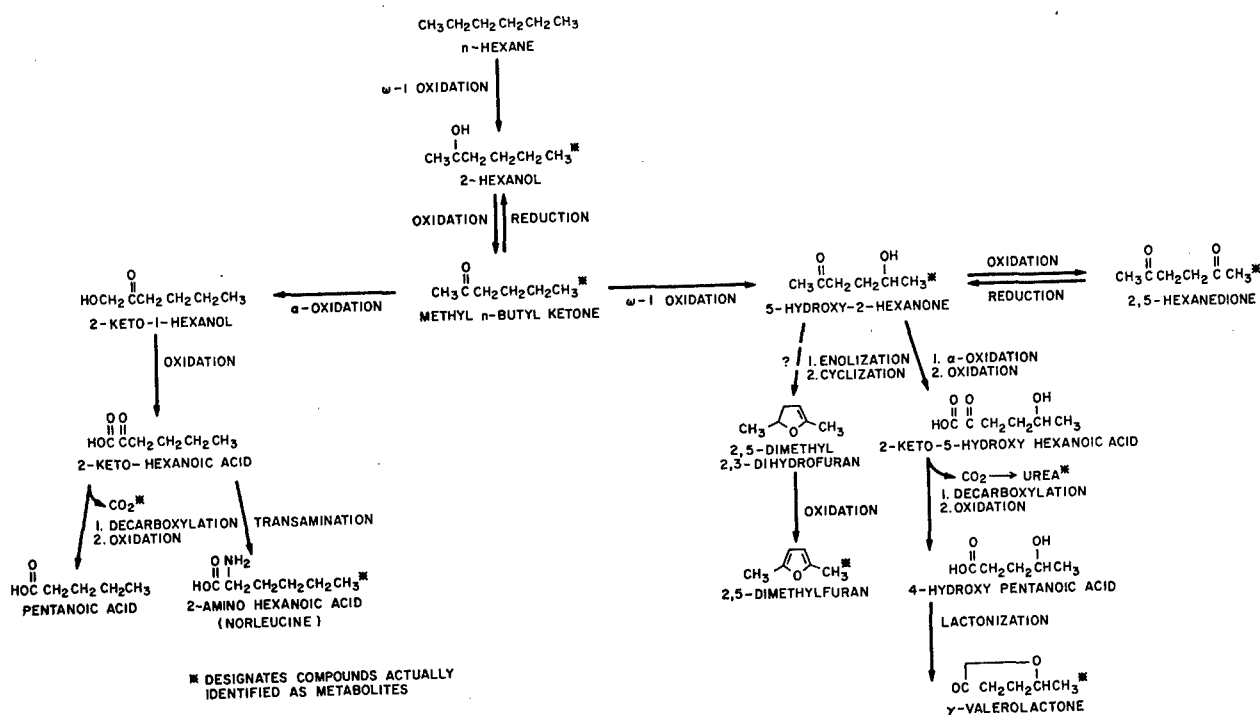 CH3CH2CH2CH2CH2CH3
n-HEXANE
ω-1 OXIDATION
OH
CH3CCH2CH2CH2CH3※
2-HEXANOL
OXIDATION
REDUCTION
O
HOCH2CCH2CH2CH2CH3
2-KETO-1-HEXANOL
α-OXIDATION
O
CH3CCH2CH2CH2CH3※
METHYL n-BUTYL KETONE
ω-1 OXIDATION
O OH
CH3CCH2CH2CHCH3※
5-HYDROXY-2-HEXANONE
OXIDATION
REDUCTION
O O
CH3CCH2CH2CCH3※
2,5-HEXANEDIONE
OXIDATION
O O
HOCCCH2CH2CH2CH3
2-KETO-HEXANOIC ACID
CO2※
1. DECARBOXYLATION
2. OXIDATION
TRANSAMINATION
O
HOCCH2CH2CH2CH3
PENTANOIC ACID
O NH2
HOCCH2CH2CH2CH2CH3※
2-AMINO HEXANOIC ACID
(NORLEUCINE)
?
1. ENOLIZATION
2. CYCLIZATION
CH3 O CH3
2,5-DIMETHYL
2,3-DIHYDROFURAN
OXIDATION
CH3 O CH3※
2,5-DIMETHYLFURAN
1. α-OXIDATION
2. OXIDATION
O O OH
HOC C CH2CH2CHCH3
2-KETO-5-HYDROXY HEXANOIC ACID
CO2→UREA※
1. DECARBOXYLATION
2. OXIDATION
O OH
HOCCH2CH2CHCH3
4-HYDROXY PENTANOIC ACID
LACTONIZATION
O
OC CH2CH2CHCH3※
γ-VALEROLACTONE
※ DESIGNATES COMPOUNDS ACTUALLY
IDENTIFIED AS METABOLITES